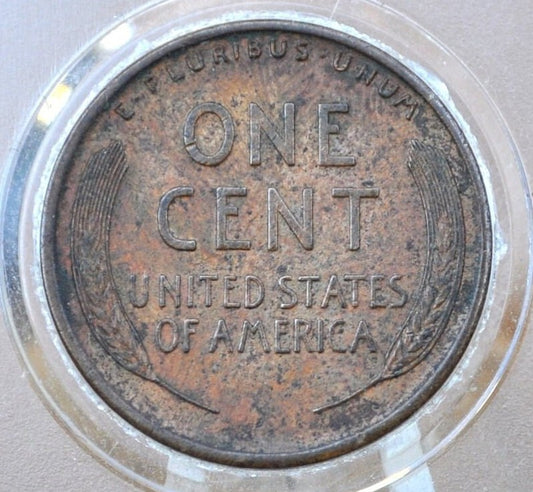 E · PLURIBUS · UNUM
ONE
CENT
UNITED STATES
OF AMERICA